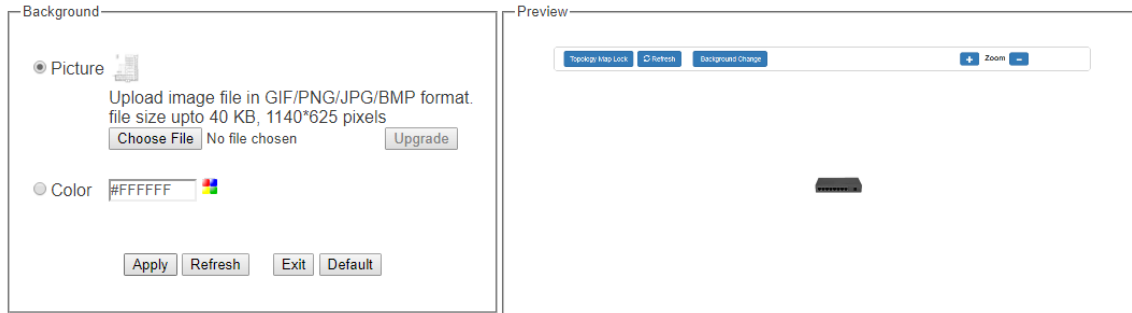 Background
Picture
Upload image file in GIF/PNG/JPG/BMP format.
file size upto 40 KB, 1140*625 pixels
Choose File No file chosen Upgrade
Color #FFFFFF
Apply Refresh Exit Default
Preview
Topology Map Lock Refresh Background Change + Zoom −